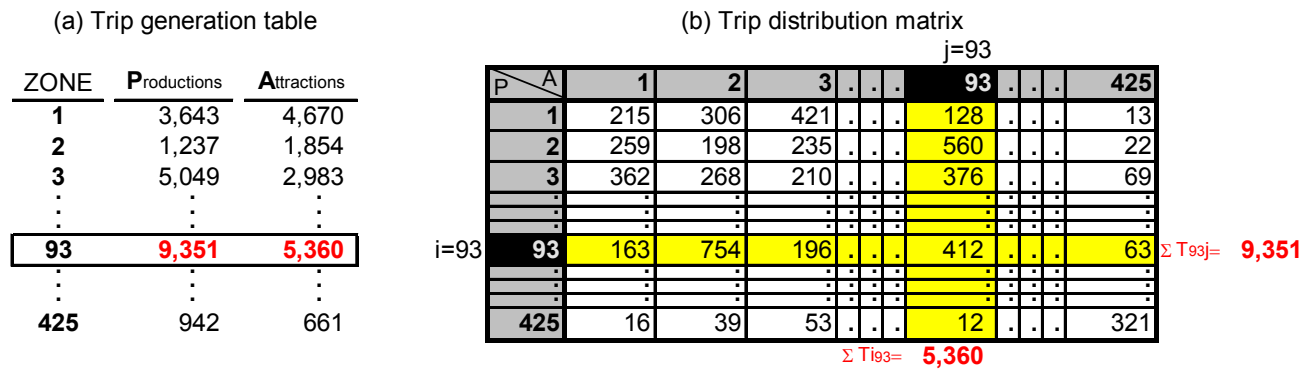 (a) Trip generation table (b) Trip distribution matrix
j=93
ZONE Productions Attractions
P A 1 2 3 . . . 93 . . . 425
1 3,643 4,670
1 215 306 421 . . . 128 . . . 13
2 1,237 1,854
2 259 198 235 . . . 560 . . . 22
3 5,049 2,983
3 362 268 210 . . . 376 . . . 69
: : :
: : : : . . . : . . . :
93 9,351 5,360
i=93 93 163 754 196 . . . 412 . . . 63 Σ T93j= 9,351
: : :
: : : : . . . : . . . :
425 942 661
425 16 39 53 . . . 12 . . . 321
Σ Ti93= 5,360